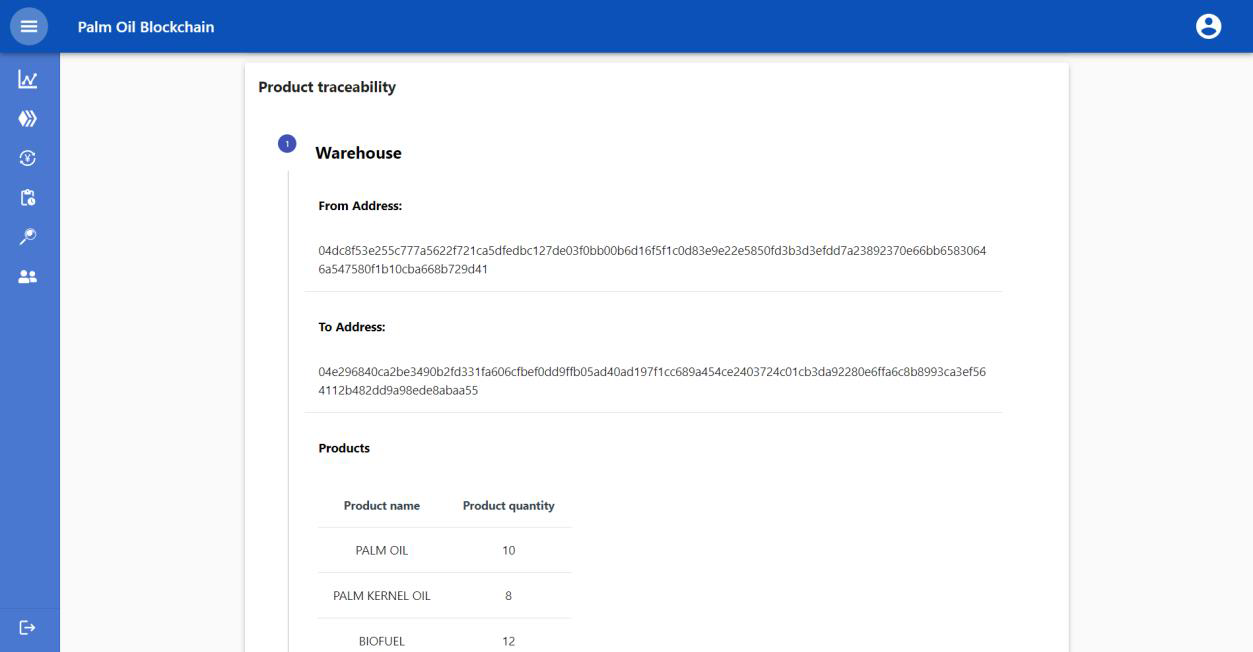 Palm Oil Blockchain
Product traceability
1
Warehouse
From Address:
04dc8f53e255c777a5622f721ca5dfedbc127de03f0bb00b6d16f5f1c0d83e9e22e5850fd3b3d3efdd7a23892370e66bb6583064
6a547580f1b10cba668b729d41
To Address:
04e296840ca2be3490b2fd331fa606cfbef0dd9ffb05ad40ad197f1cc689a454ce2403724c01cb3da92280e6ffa6c8b8993ca3ef56
4112b482dd9a98ede8abaa55
Products
Product name Product quantity
PALM OIL 10
PALM KERNEL OIL 8
BIOFUEL 12